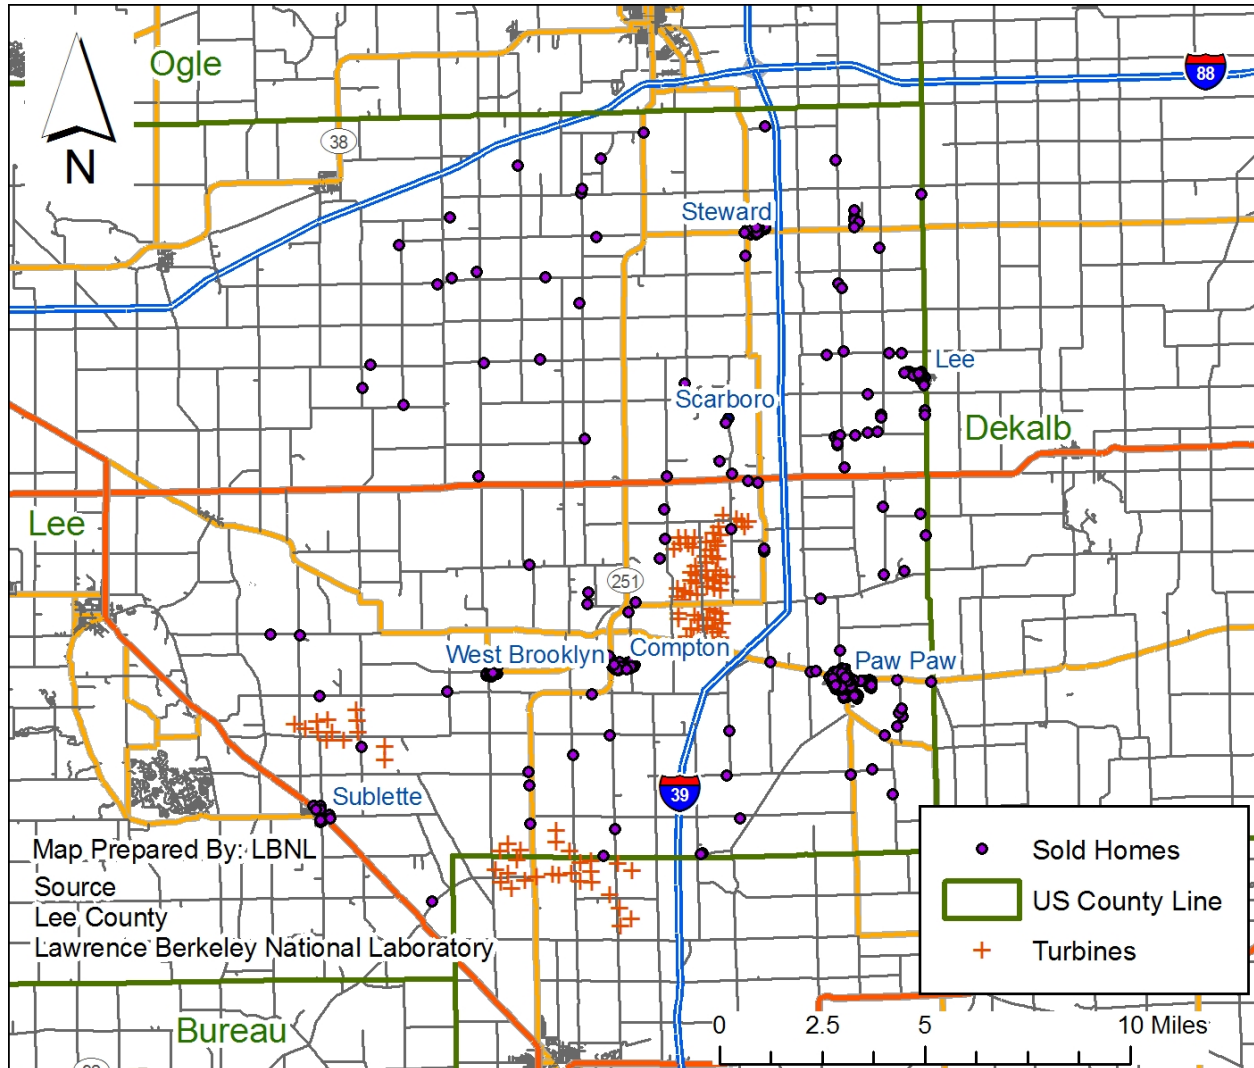 Ogle
88
38
N
Steward
Lee
Scarboro
Dekalb
Lee
251
West Brooklyn
Compton
Paw Paw
39
Sublette
Map Prepared By: LBNL
Source
Lee County
Lawrence Berkeley National Laboratory
Sold Homes
US County Line
Turbines
Bureau
0 2.5 5 10 Miles